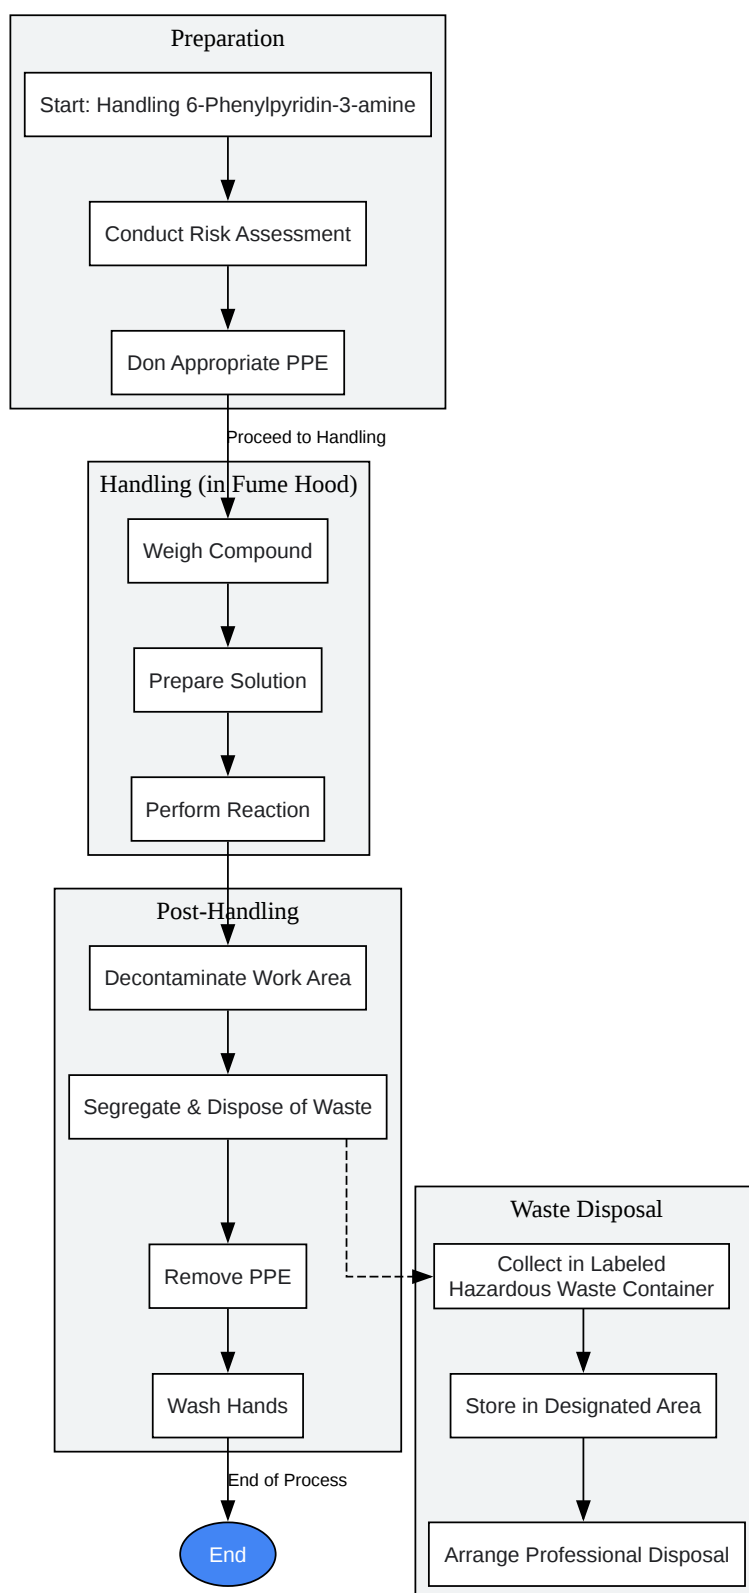 Preparation
Start: Handling 6-Phenylpyridin-3-amine
Conduct Risk Assessment
Don Appropriate PPE
Proceed to Handling
Handling (in Fume Hood)
Weigh Compound
Prepare Solution
Perform Reaction
Post-Handling
Decontaminate Work Area
Segregate & Dispose of Waste
Remove PPE
Wash Hands
End of Process
End
Waste Disposal
Collect in Labeled
Hazardous Waste Container
Store in Designated Area
Arrange Professional Disposal